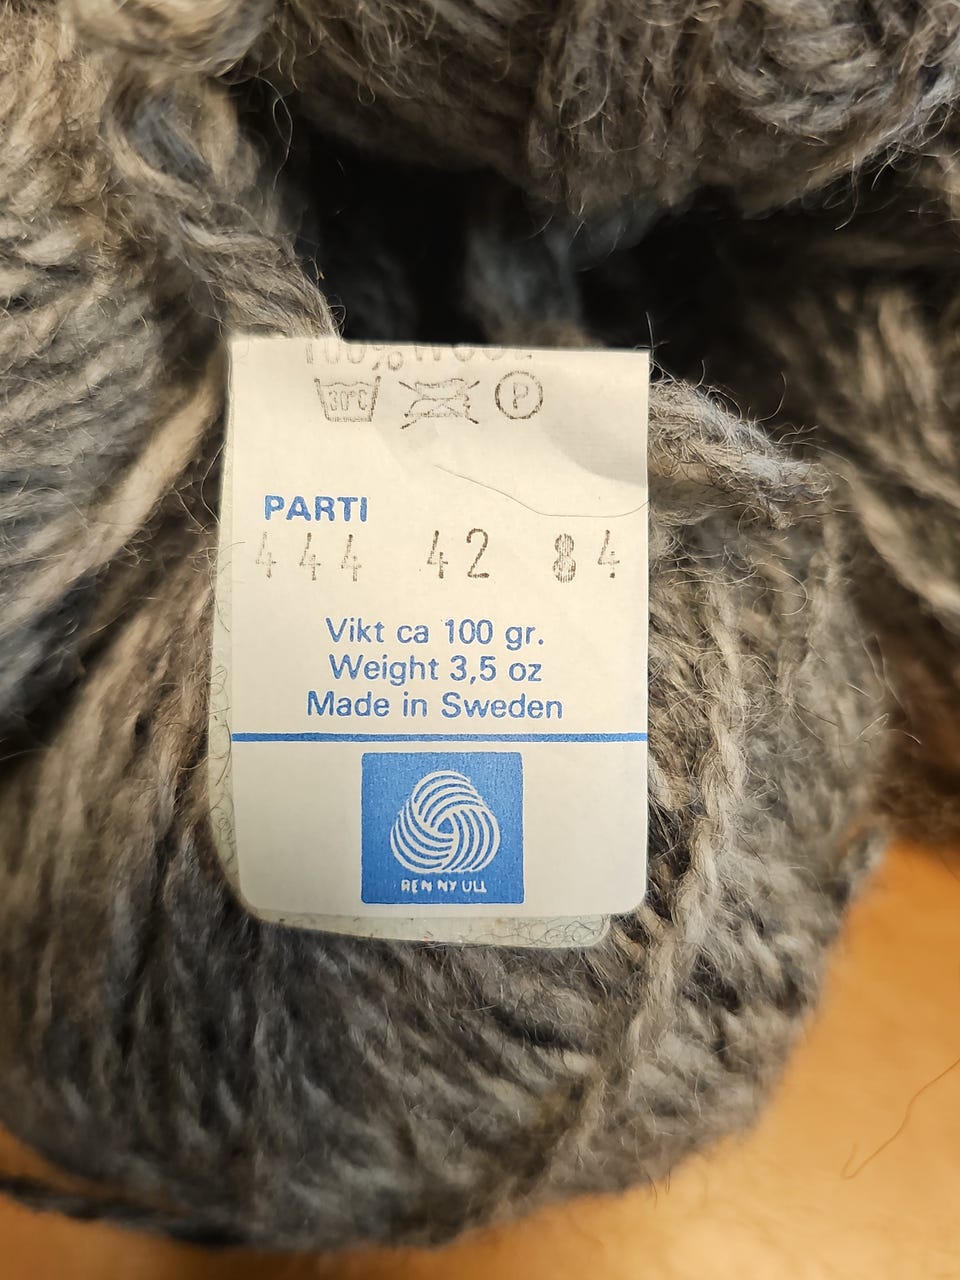 100% WOOL
30°C
P
PARTI
444 42 84
Vikt ca 100 gr.
Weight 3,5 oz
Made in Sweden
REN NY ULL